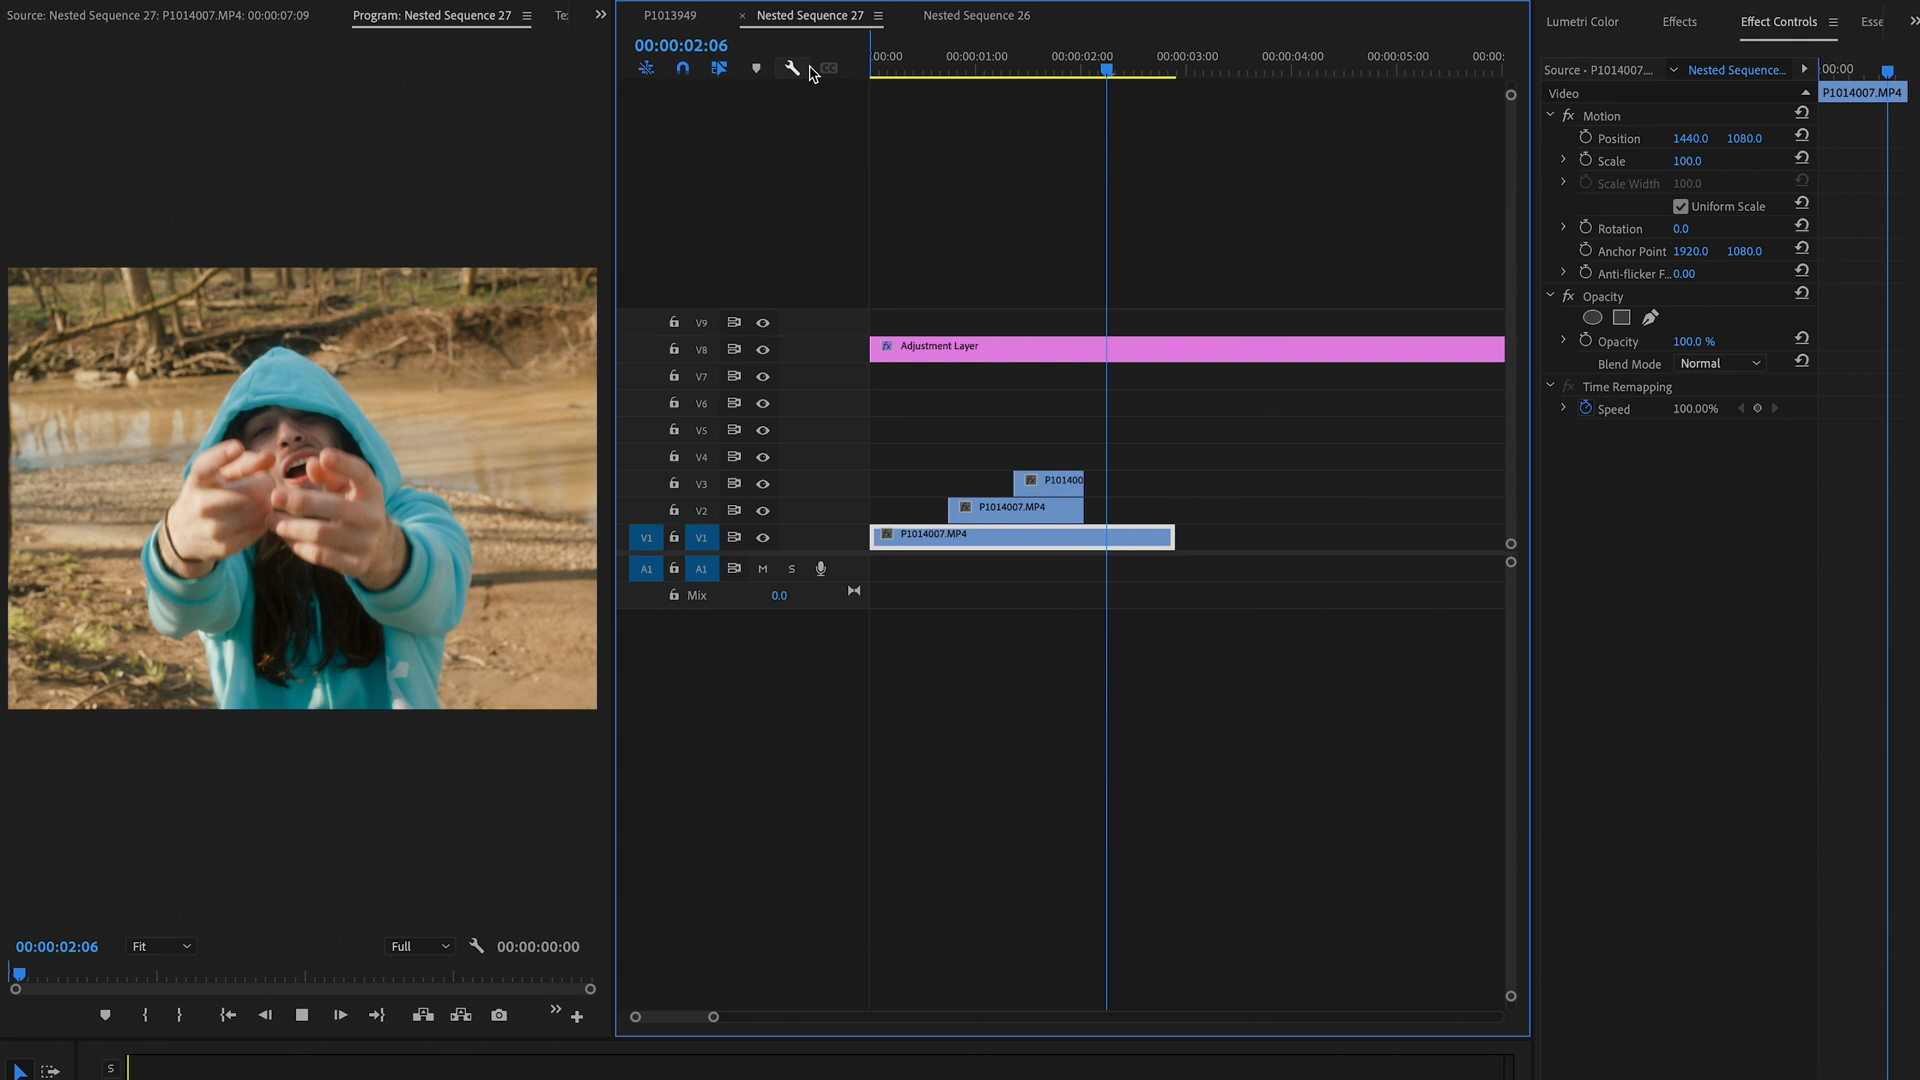 Source: Nested Sequence 27: P1014007.MP4: 00:00:07:09
Program: Nested Sequence 27
P1013949
× Nested Sequence 27
Nested Sequence 26
Lumetri Color
Effects
Effect Controls
Esse
00:00:02:06
:00:00 00:00:01:00 00:00:02:00 00:00:03:00 00:00:04:00 00:00:05:00 00:00:
Source • P1014007.... Nested Sequence...
:00:00
Video
P1014007.MP4
fx Motion
Position 1440.0 1080.0
Scale 100.0
Scale Width 100.0
Uniform Scale
Rotation 0.0
Anchor Point 1920.0 1080.0
Anti-flicker F... 0.00
fx Opacity
Opacity 100.0 %
Blend Mode Normal
fx Time Remapping
Speed 100.00%
V9
V8 fx Adjustment Layer
V7
V6
V5
V4
V3 fx P101400
V2 fx P1014007.MP4
V1 V1 fx P1014007.MP4
A1 A1 M S
Mix 0.0
00:00:02:06 Fit Full 00:00:00:00
S